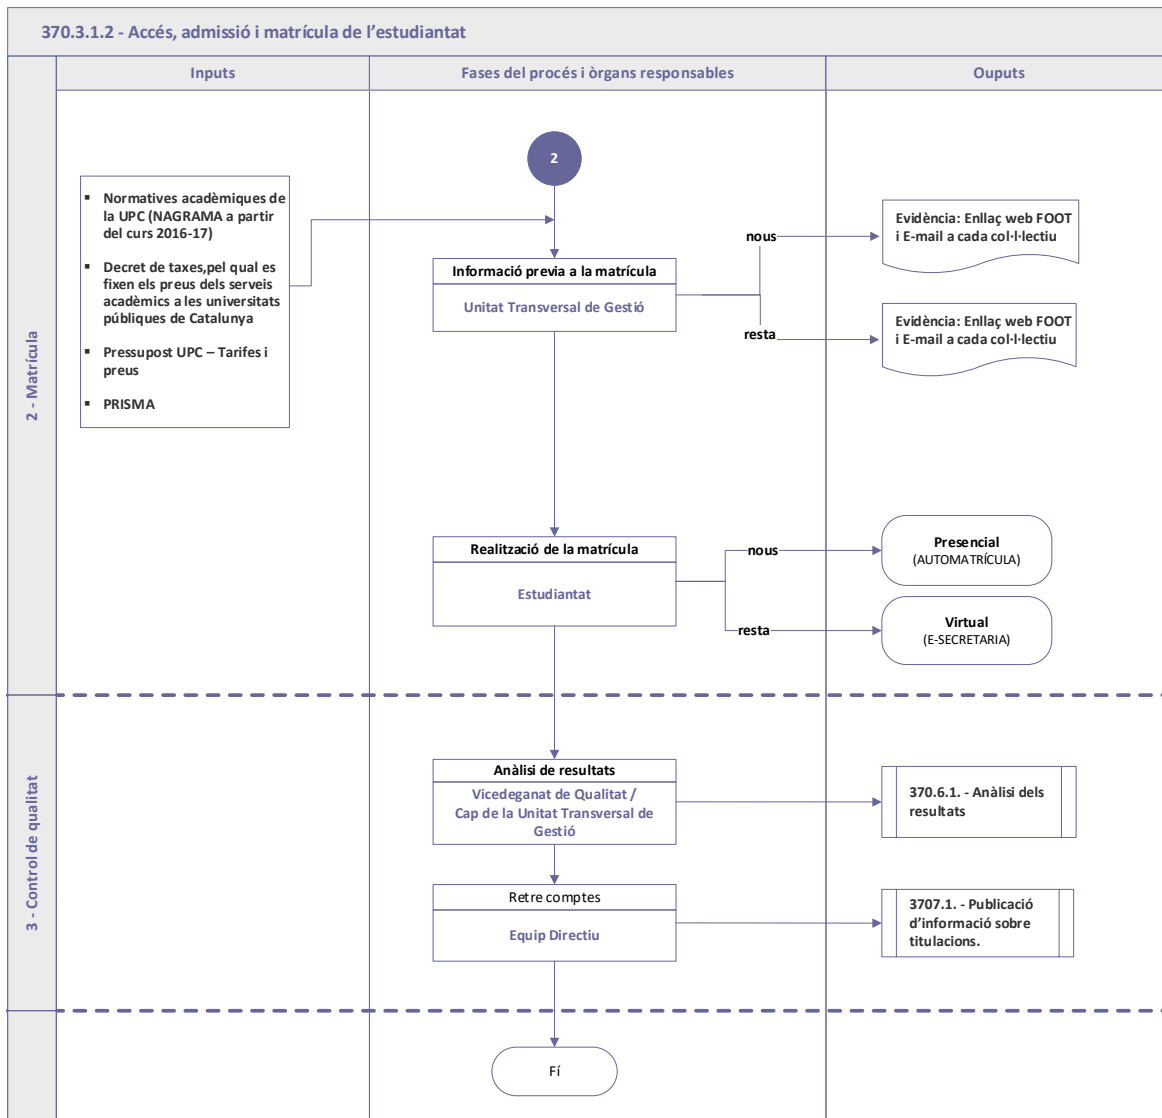 370.3.1.2 - Accés, admissió i matrícula de l’estudiantat
Inputs
Fases del procés i òrgans responsables
Ouputs
2 - Matrícula
2
▪ Normatives acadèmiques de
la UPC (NAGRAMA a partir
del curs 2016-17)
▪ Decret de taxes,pel qual es
fixen els preus dels serveis
acadèmics a les universitats
públiques de Catalunya
▪ Pressupost UPC – Tarifes i
preus
▪ PRISMA
Informació previa a la matrícula
Unitat Transversal de Gestió
nous
Evidència: Enllaç web FOOT
i E-mail a cada col·l·lectiu
resta
Evidència: Enllaç web FOOT
i E-mail a cada col·l·lectiu
Realització de la matrícula
Estudiantat
nous
Presencial
(AUTOMATRÍCULA)
resta
Virtual
(E-SECRETARIA)
3 - Control de qualitat
Anàlisi de resultats
Vicedeganat de Qualitat /
Cap de la Unitat Transversal de
Gestió
370.6.1. - Anàlisi dels
resultats
Retre comptes
Equip Directiu
3707.1. - Publicació
d’informació sobre
titulacions.
Fí